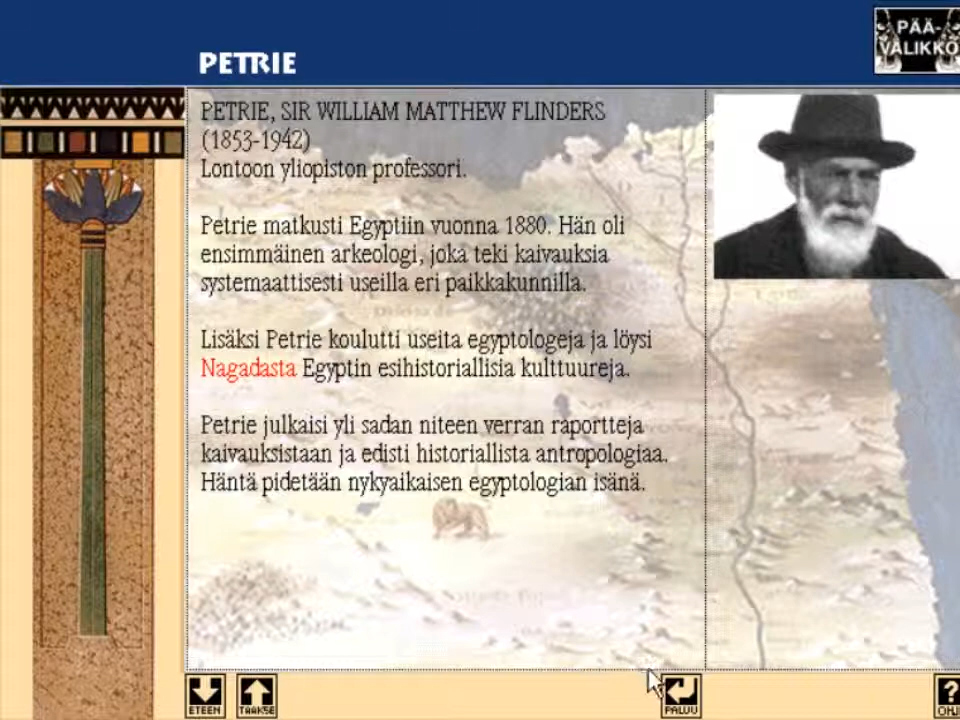 PETRIE
PÄÄ-
VALIKKO
PETRIE, SIR WILLIAM MATTHEW FLINDERS
(1853-1942)
Lontoon yliopiston professori.
Petrie matkusti Egyptiin vuonna 1880. Hän oli
ensimmäinen arkeologi, joka teki kaivauksia
systemaattisesti useilla eri paikkakunnilla.
Lisäksi Petrie koulutti useita egyptologeja ja löysi
Nagadasta Egyptin esihistoriallisia kulttuureja.
Petrie julkaisi yli sadan niteen verran raportteja
kaivauksistaan ja edisti historiallista antropologiaa.
Häntä pidetään nykyaikaisen egyptologian isänä.
ETEEN
TAAKSE
PALUU
?